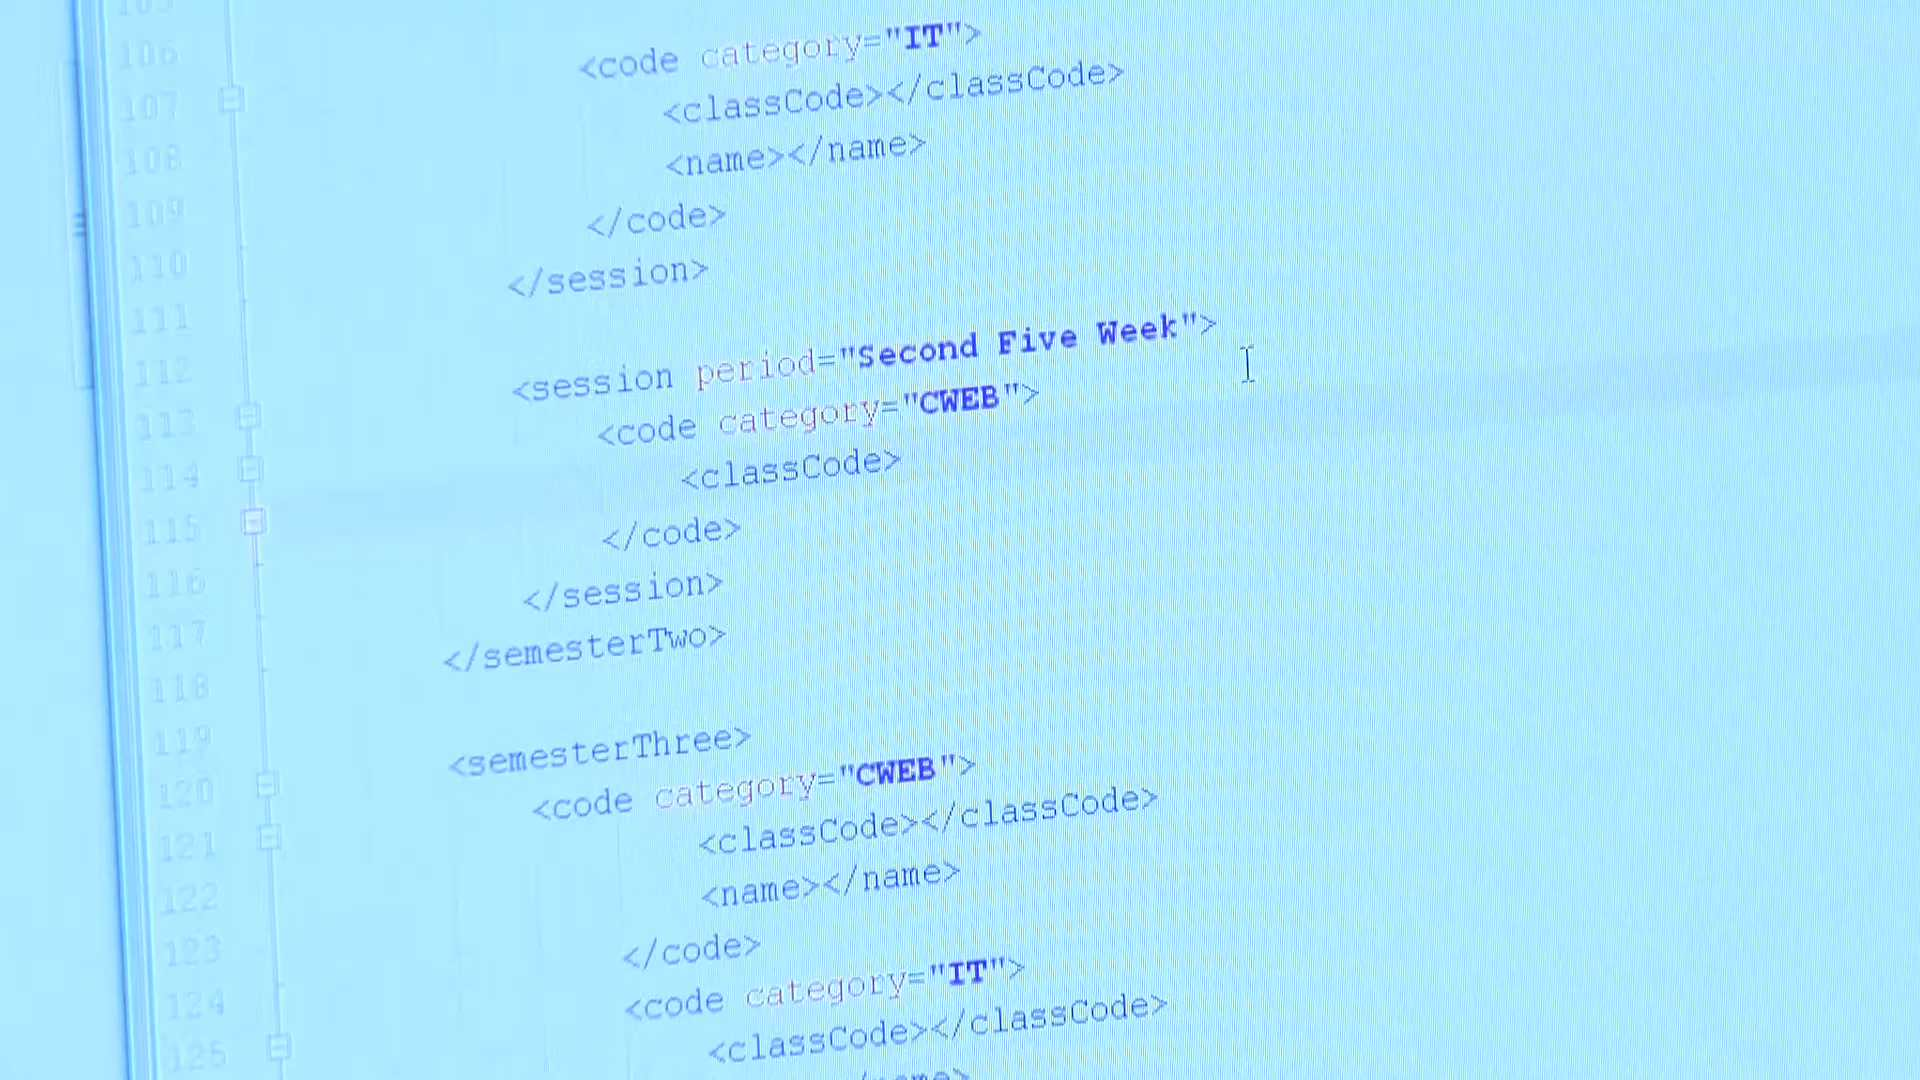 105
106 <code category="IT">
107 <classCode></classCode>
108 <name></name>
109 </code>
110 </session>
111
112 <session period="Second Five Week">
113 <code category="CWEB">
114 <classCode>
115 </code>
116 </session>
117 </semesterTwo>
118
119 <semesterThree>
120 <code category="CWEB">
121 <classCode></classCode>
122 <name></name>
123 </code>
124 <code category="IT">
125 <classCode></classCode>